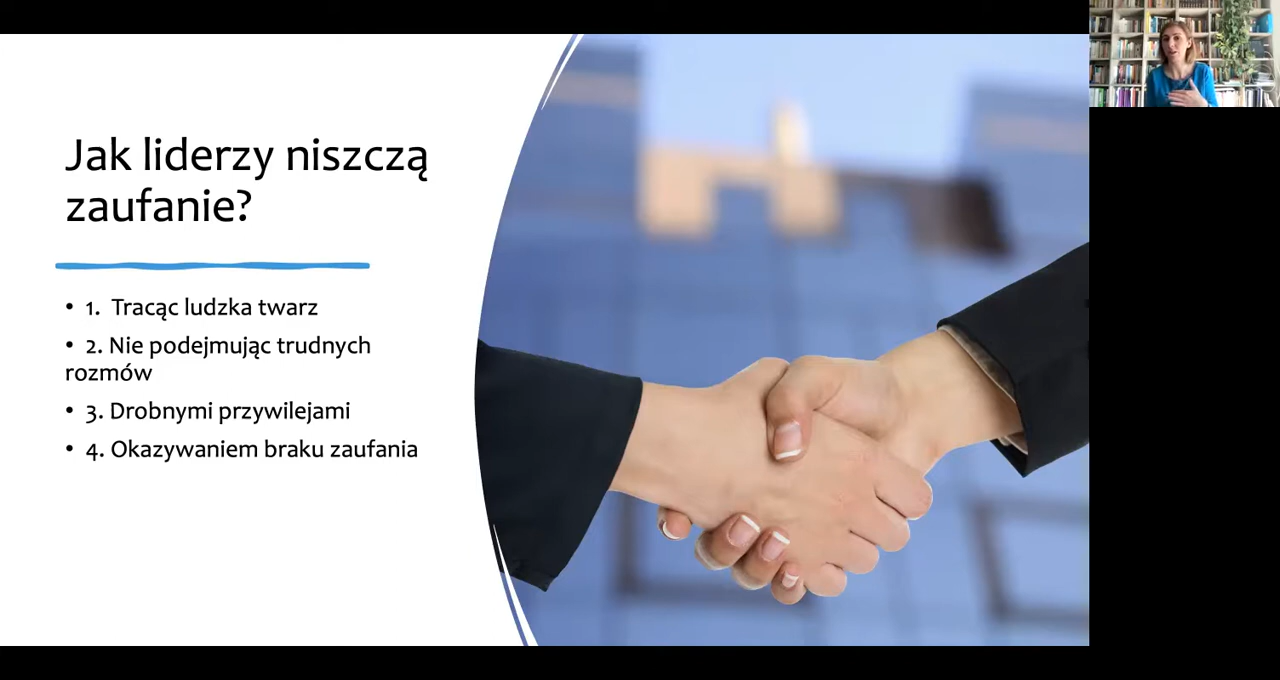 Jak liderzy niszczą
zaufanie?
• 1. Tracąc ludzka twarz
• 2. Nie podejmując trudnych
rozmów
• 3. Drobnymi przywilejami
• 4. Okazywaniem braku zaufania